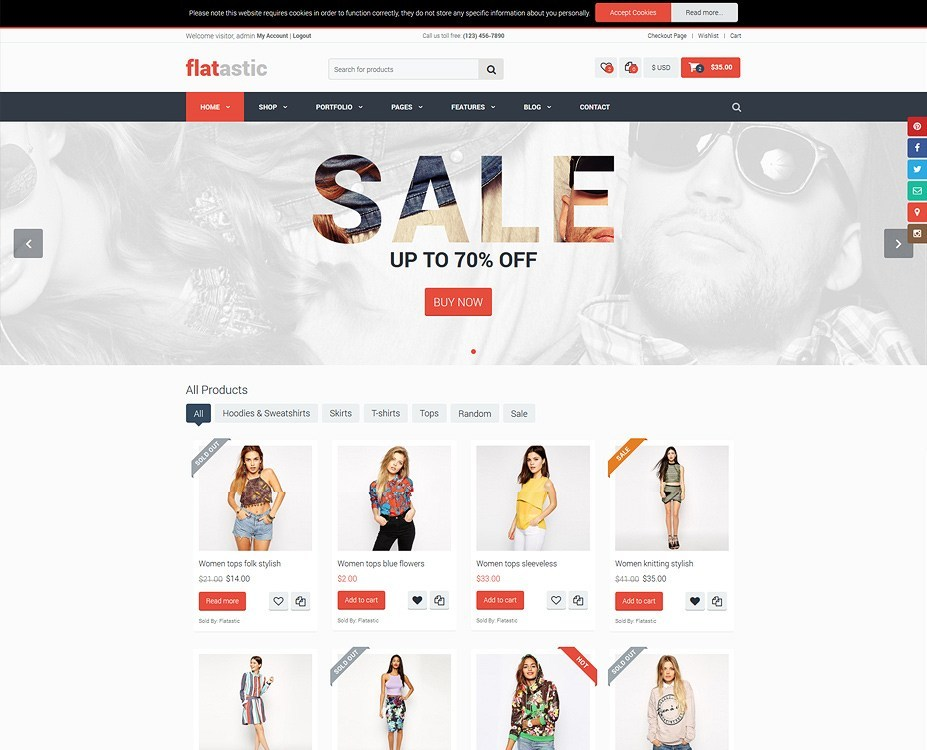 Please note this website requires cookies in order to function correctly, they do not store any specific information about you personally. Accept Cookies Read more...
Welcome visitor, admin My Account | Logout Call us toll free: (123) 456-7890 Checkout Page | Wishlist | Cart
flatastic Search for products $ USD $35.00
HOME SHOP PORTFOLIO PAGES FEATURES BLOG CONTACT
SALE
UP TO 70% OFF
BUY NOW
All Products
All Hoodies & Sweatshirts Skirts T-shirts Tops Random Sale
SOLD OUT SALE
Women tops folk stylish Women tops blue flowers Women tops sleeveless Women knitting stylish
$21.00 $14.00 $2.00 $33.00 $41.00 $35.00
Read more Add to cart Add to cart Add to cart
Sold By: Flatastic Sold By: Flatastic Sold By: Flatastic Sold By: Flatastic
SOLD OUT HOT SOLD OUT